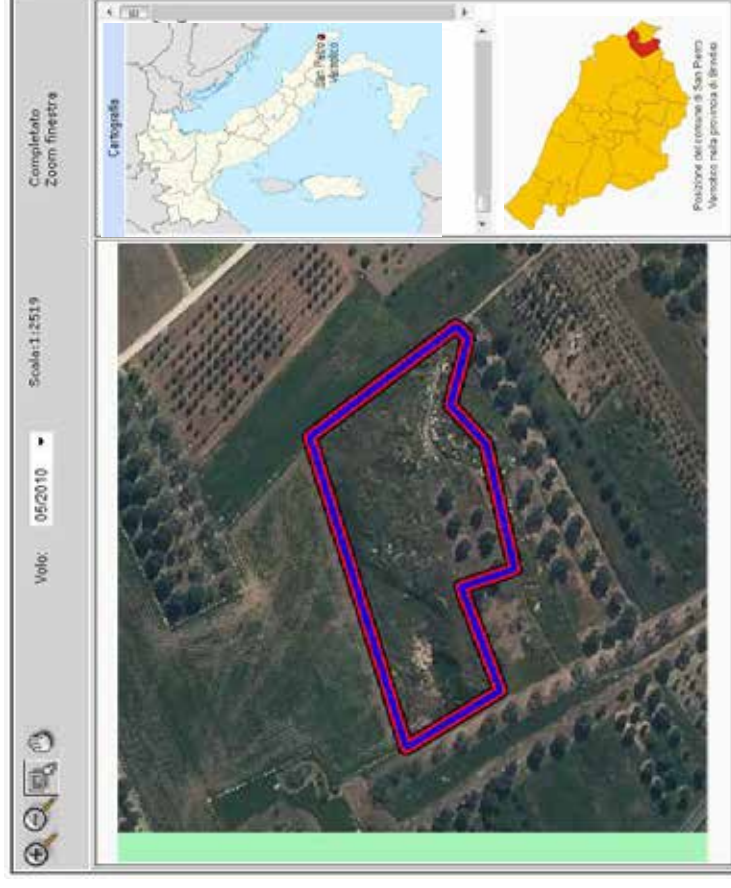 Volo:
05/2010
Scala:1:2519
Completato
Zoom finestra
Cartografia
San Pietro
Vernotico
Posizione del comune di San Pietro
Vernotico nella provincia di Brindisi